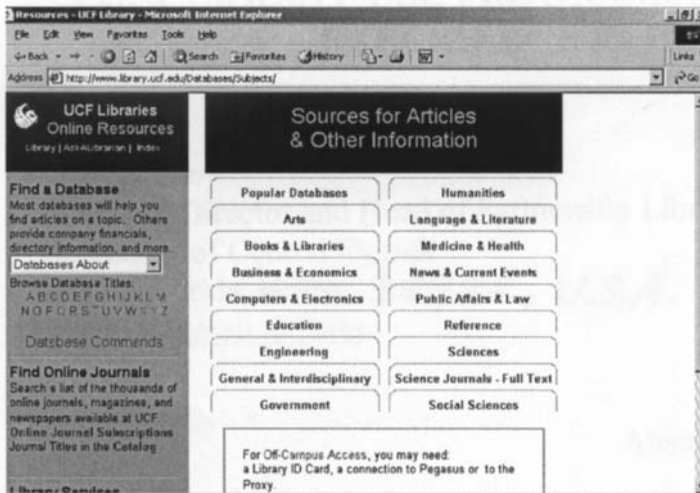 Resources - UCF Library - Microsoft Internet Explorer
File Edit View Favorites Tools Help
Back Search Favorites History
Links
Address http://www.library.ucf.edu/Databases/Subjects/ Go
UCF Libraries
Online Resources
Library | Ask A Librarian | Index
Find a Database
Most databases will help you
find articles on a topic. Others
provide company financials,
directory information, and more.
Databases About
Browse Database Titles:
A B C D E F G H I J K L M
N O P Q R S T U V W X Y Z
Database Commends
Find Online Journals
Search a list of the thousands of
online journals, magazines, and
newspapers available at UCF
Online Journal Subscriptions
Journal Titles in the Catalog
Library Services
Sources for Articles
& Other Information
Popular Databases Humanities
Arts Language & Literature
Books & Libraries Medicine & Health
Business & Economics News & Current Events
Computers & Electronics Public Affairs & Law
Education Reference
Engineering Sciences
General & Interdisciplinary Science Journals - Full Text
Government Social Sciences
For Off-Campus Access, you may need:
a Library ID Card, a connection to Pegasus or to the
Proxy.